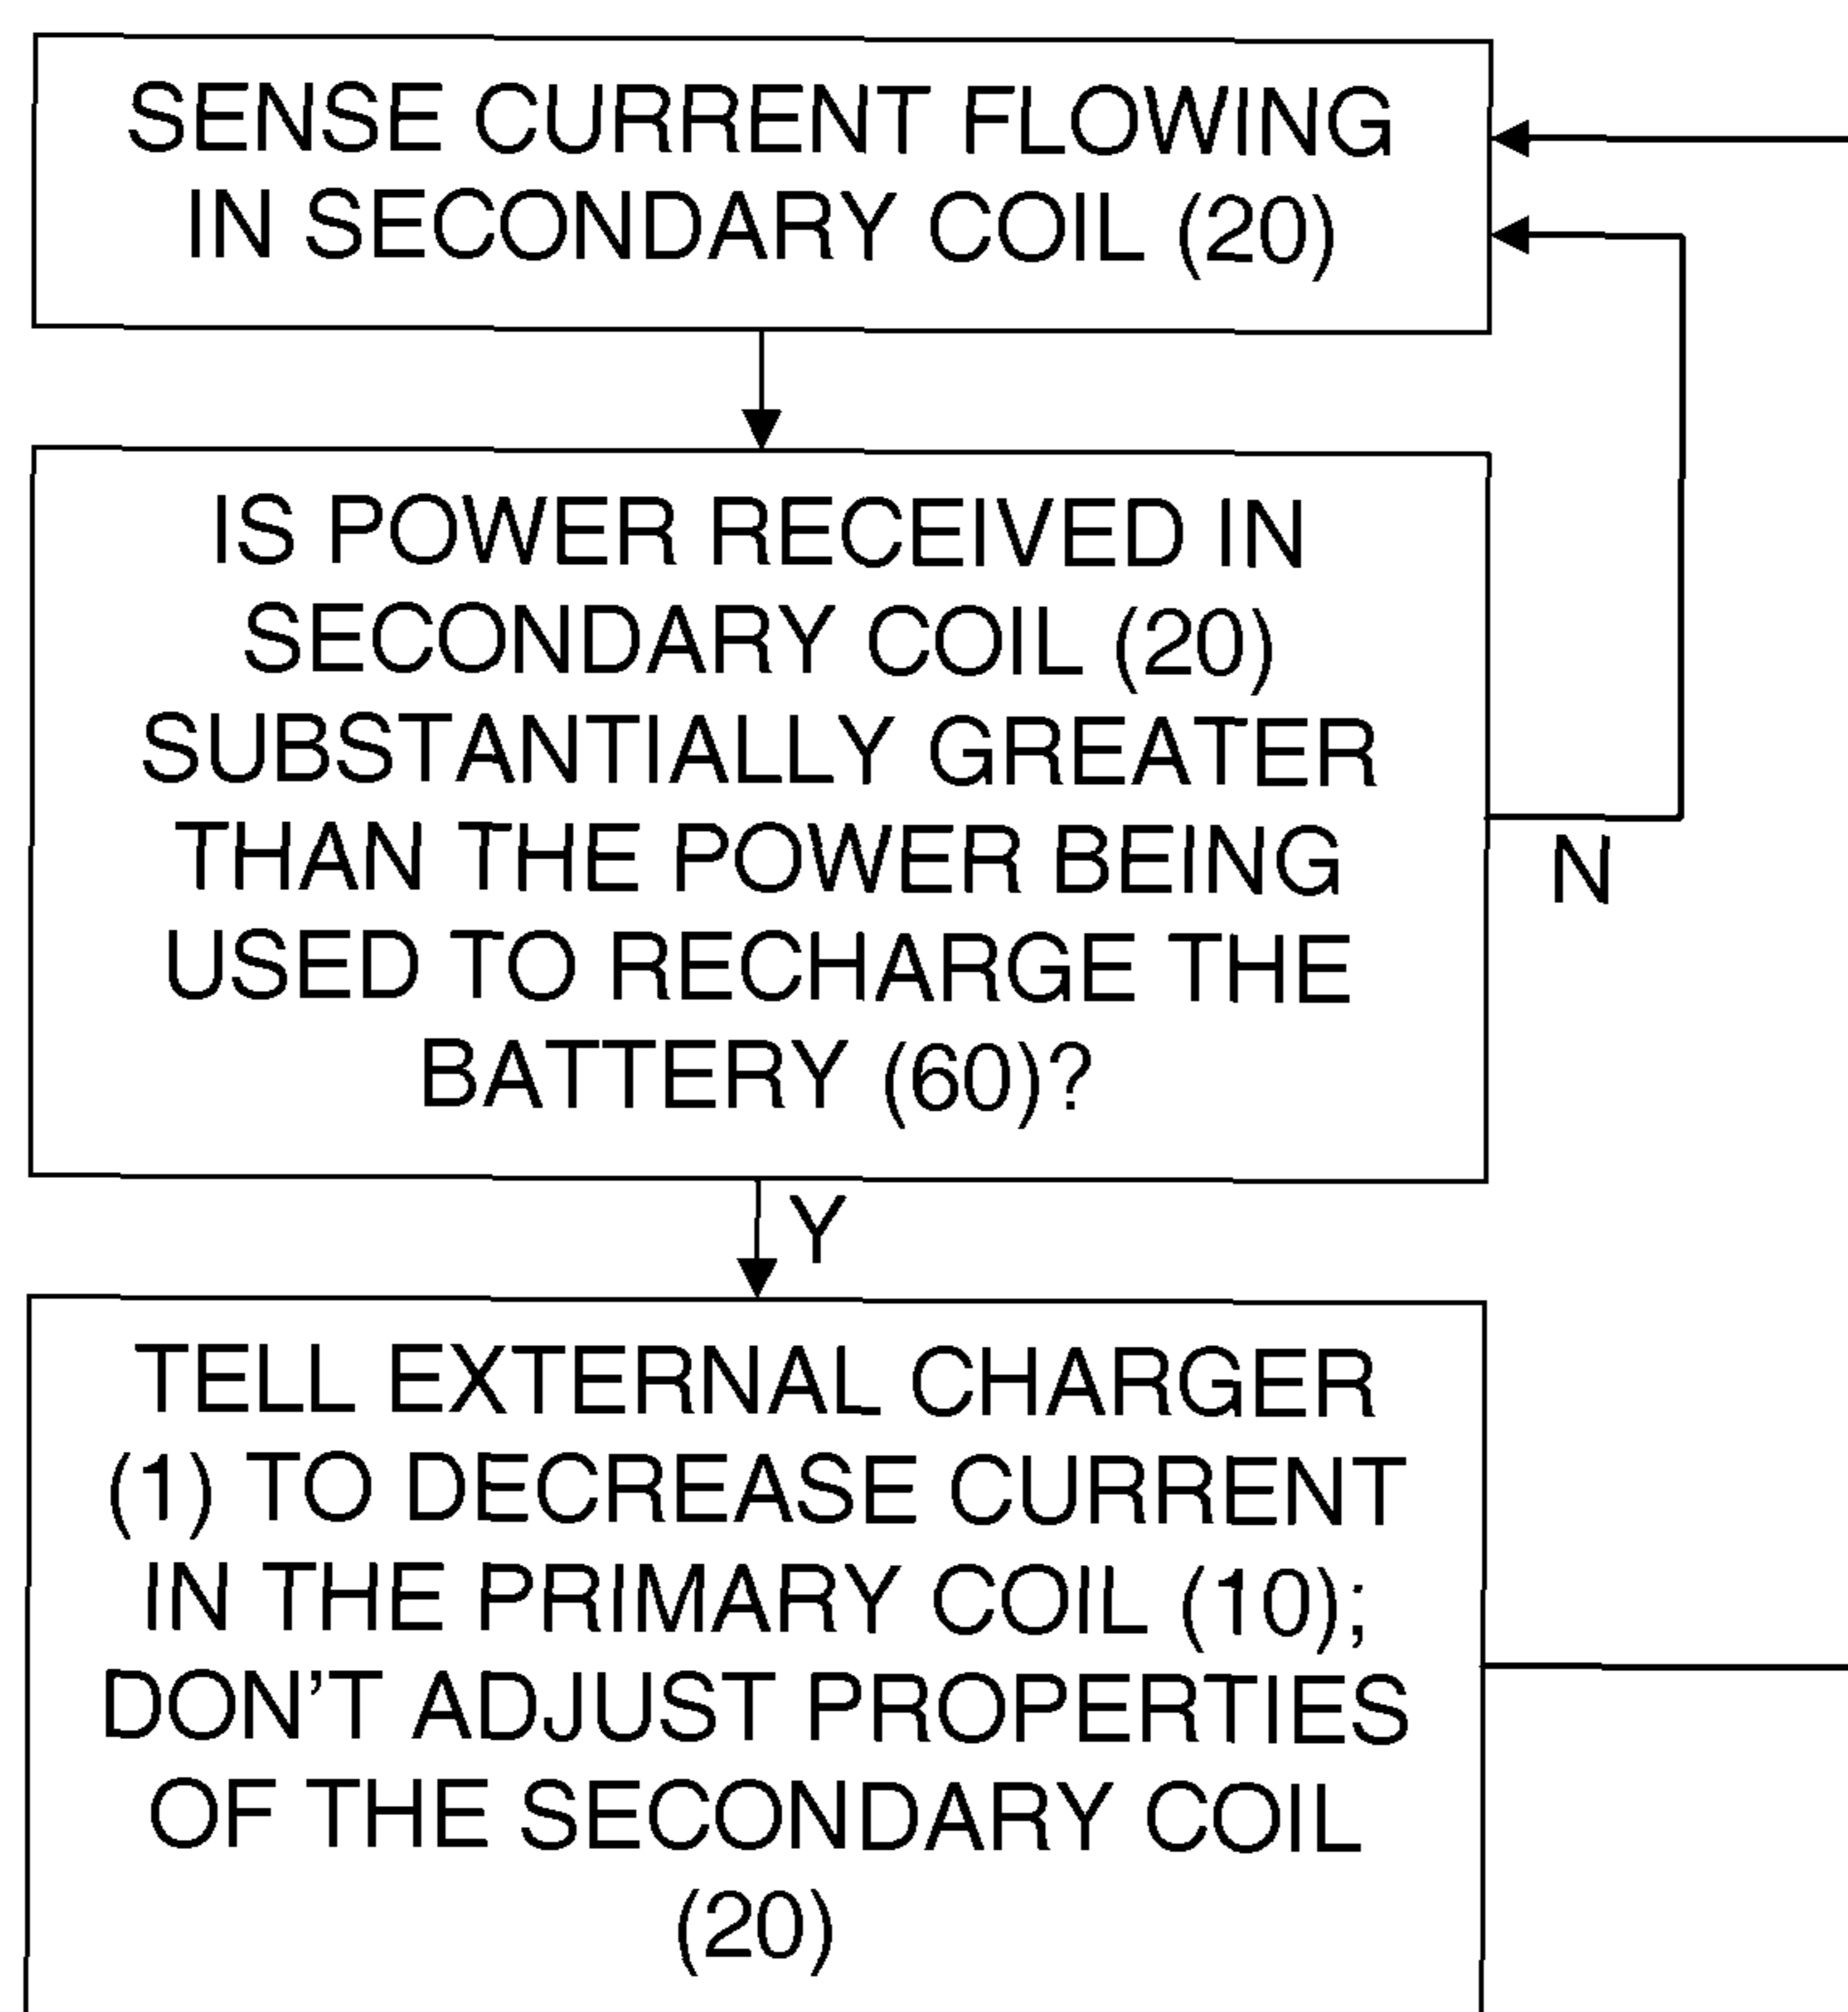 SENSE CURRENT FLOWING
IN SECONDARY COIL (20)
IS POWER RECEIVED IN
SECONDARY COIL (20)
SUBSTANTIALLY GREATER
THAN THE POWER BEING
USED TO RECHARGE THE
BATTERY (60)?
N
Y
TELL EXTERNAL CHARGER
(1) TO DECREASE CURRENT
IN THE PRIMARY COIL (10);
DON'T ADJUST PROPERTIES
OF THE SECONDARY COIL
(20)